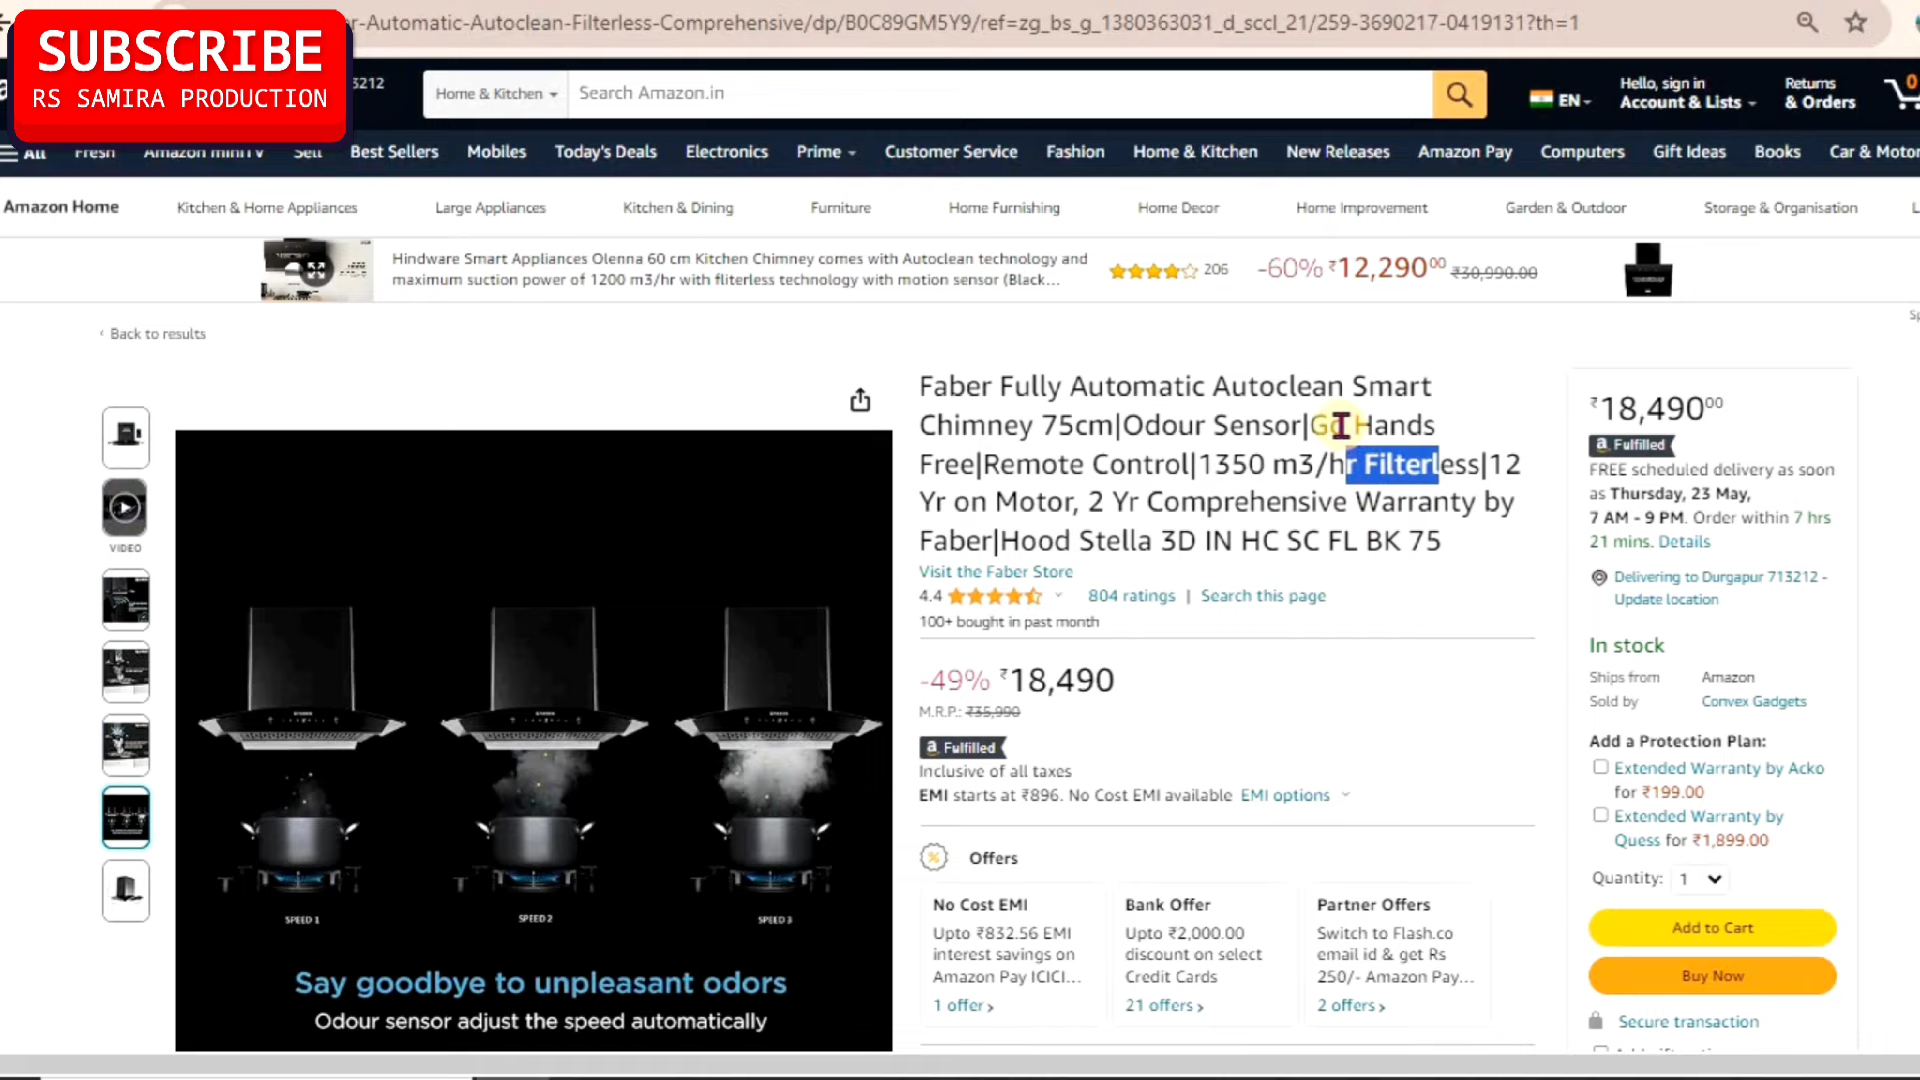 SUBSCRIBE
RS SAMIRA PRODUCTION
r-Automatic-Autoclean-Filterless-Comprehensive/dp/B0C89GM5Y9/ref=zg_bs_g_1380363031_d_sccl_21/259-3690217-0419131?th=1
3212
Home & Kitchen
Search Amazon.in
EN
Hello, sign in
Account & Lists
Returns
& Orders
0
All
Fresh
Amazon miniTV
Sell
Best Sellers
Mobiles
Today's Deals
Electronics
Prime
Customer Service
Fashion
Home & Kitchen
New Releases
Amazon Pay
Computers
Gift Ideas
Books
Car & Motor
Amazon Home
Kitchen & Home Appliances
Large Appliances
Kitchen & Dining
Furniture
Home Furnishing
Home Decor
Home Improvement
Garden & Outdoor
Storage & Organisation
L
Hindware Smart Appliances Olenna 60 cm Kitchen Chimney comes with Autoclean technology and
maximum suction power of 1200 m3/hr with fliterless technology with motion sensor (Black...
206
-60% ₹12,290⁰⁰ ₹30,990.00
Sp
‹ Back to results
Faber Fully Automatic Autoclean Smart
Chimney 75cm|Odour Sensor|Go Hands
Free|Remote Control|1350 m3/hr Filterless|12
Yr on Motor, 2 Yr Comprehensive Warranty by
Faber|Hood Stella 3D IN HC SC FL BK 75
Visit the Faber Store
4.4
804 ratings | Search this page
100+ bought in past month
-49% ₹18,490
M.R.P.: ₹35,990
a Fulfilled
Inclusive of all taxes
EMI starts at ₹896. No Cost EMI available EMI options
Offers
No Cost EMI
Upto ₹832.56 EMI
interest savings on
Amazon Pay ICICI...
1 offer ›
Bank Offer
Upto ₹2,000.00
discount on select
Credit Cards
21 offers ›
Partner Offers
Switch to Flash.co
email id & get Rs
250/- Amazon Pay...
2 offers ›
₹18,490⁰⁰
a Fulfilled
FREE scheduled delivery as soon
as Thursday, 23 May,
7 AM - 9 PM. Order within 7 hrs
21 mins. Details
Delivering to Durgapur 713212 -
Update location
In stock
Ships from Amazon
Sold by Convex Gadgets
Add a Protection Plan:
Extended Warranty by Acko
for ₹199.00
Extended Warranty by
Quess for ₹1,899.00
Quantity: 1
Add to Cart
Buy Now
Secure transaction
VIDEO
SPEED 1
SPEED 2
SPEED 3
Say goodbye to unpleasant odors
Odour sensor adjust the speed automatically